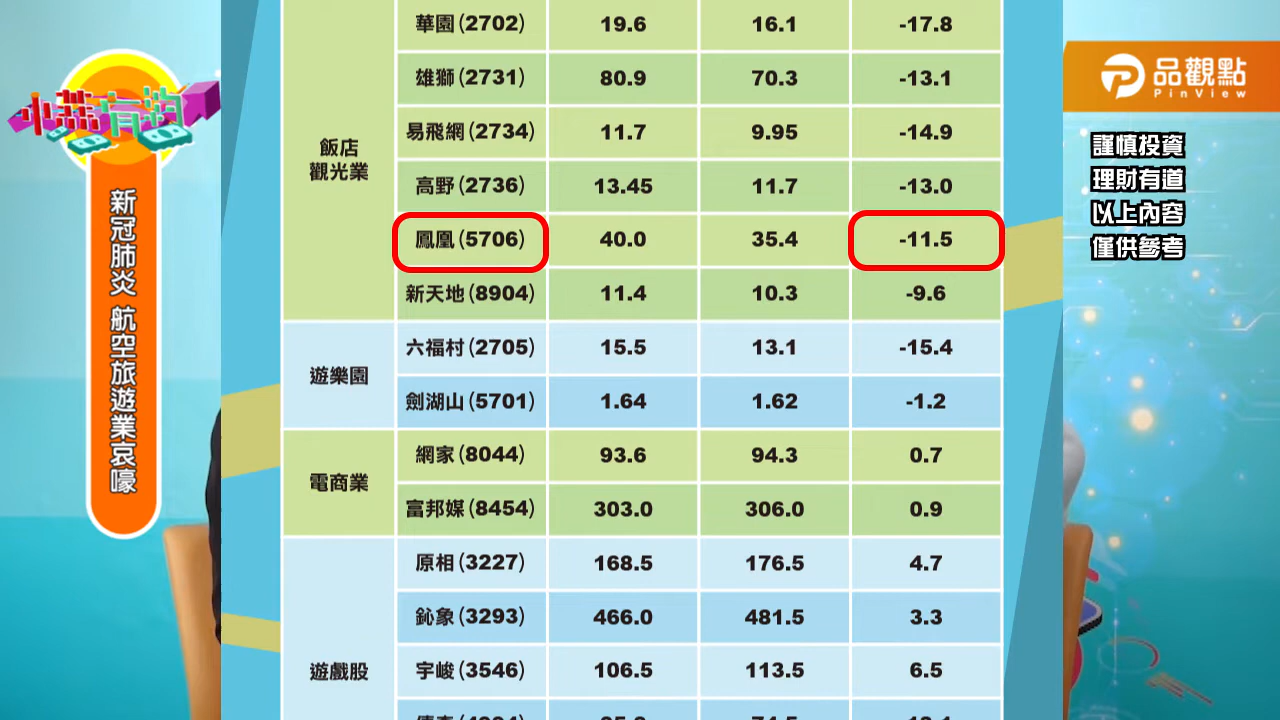 小菸有約
新冠肺炎 航空旅遊業哀嚎
品觀點
PinView
謹慎投資
理財有道
以上內容
僅供參考
飯店
觀光業
華園(2702) 19.6 16.1 -17.8
雄獅(2731) 80.9 70.3 -13.1
易飛網(2734) 11.7 9.95 -14.9
高野(2736) 13.45 11.7 -13.0
鳳凰(5706) 40.0 35.4 -11.5
新天地(8904) 11.4 10.3 -9.6
遊樂園
六福村(2705) 15.5 13.1 -15.4
劍湖山(5701) 1.64 1.62 -1.2
電商業
網家(8044) 93.6 94.3 0.7
富邦媒(8454) 303.0 306.0 0.9
遊戲股
原相(3227) 168.5 176.5 4.7
鈊象(3293) 466.0 481.5 3.3
宇峻(3546) 106.5 113.5 6.5